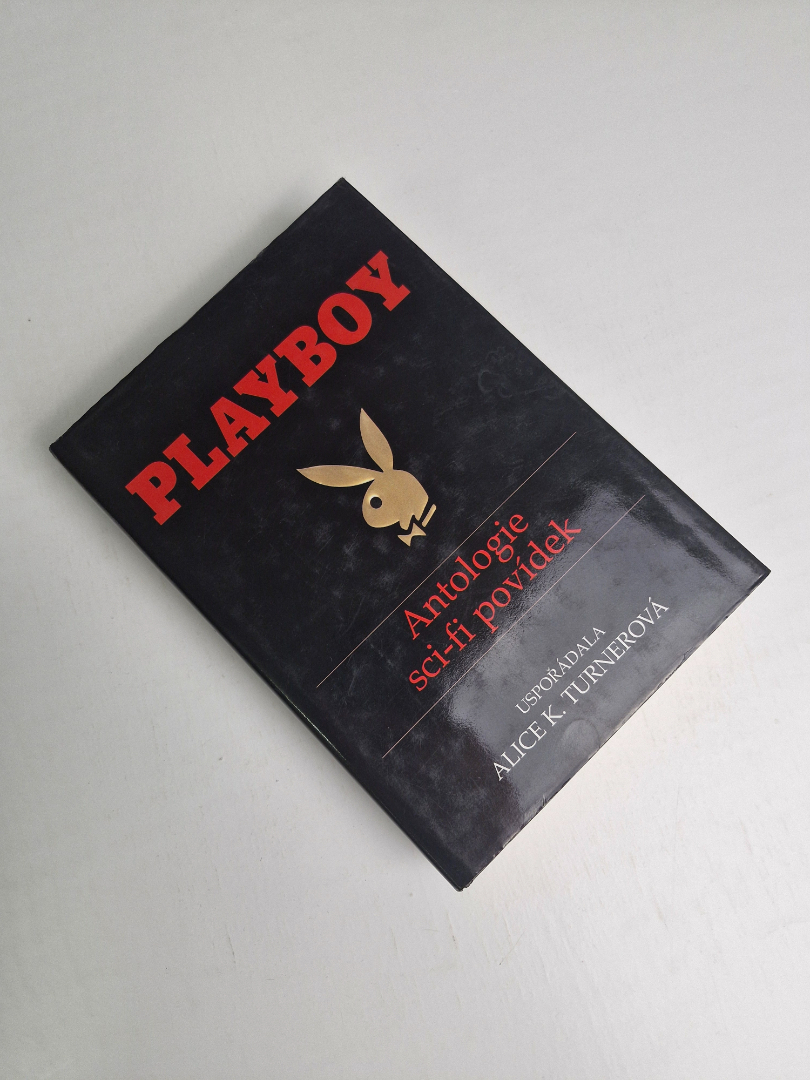 PLAYBOY
Antologie
sci-fi povídek
USPOŘÁDALA
ALICE K. TURNEROVÁ